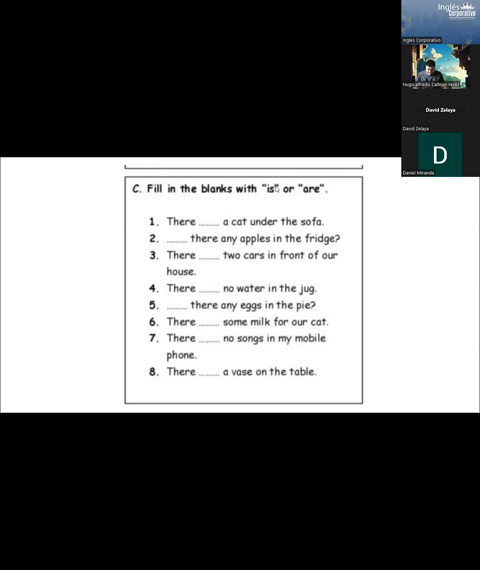 Inglés
Corporativo
Ingles Corporativo
David Zelaya
David Zelaya
D
Daniel Miranda
C. Fill in the blanks with "is" or "are".
1. There ........ a cat under the sofa.
2. ........ there any apples in the fridge?
3. There ........ two cars in front of our
house.
4. There ........ no water in the jug.
5. ........ there any eggs in the pie?
6. There ........ some milk for our cat.
7. There ........ no songs in my mobile
phone.
8. There ........ a vase on the table.